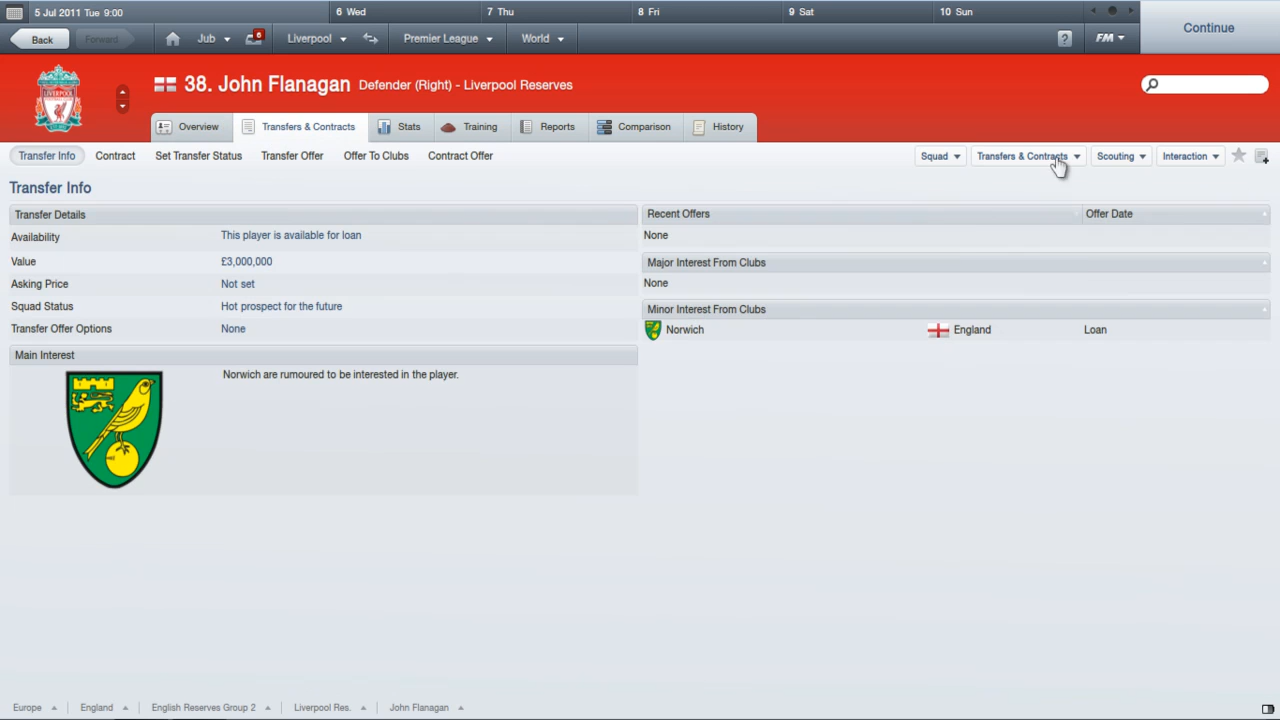 5 Jul 2011 Tue 9:00 6 Wed 7 Thu 8 Fri 9 Sat 10 Sun
Continue
Back Forward Jub 6 Liverpool Premier League World ? FM
38. John Flanagan Defender (Right) - Liverpool Reserves
Overview Transfers & Contracts Stats Training Reports Comparison History
Transfer Info Contract Set Transfer Status Transfer Offer Offer To Clubs Contract Offer Squad Transfers & Contracts Scouting Interaction
Transfer Info
Transfer Details
Availability This player is available for loan
Value £3,000,000
Asking Price Not set
Squad Status Hot prospect for the future
Transfer Offer Options None
Main Interest
Norwich are rumoured to be interested in the player.
Recent Offers Offer Date
None
Major Interest From Clubs
None
Minor Interest From Clubs
Norwich England Loan
Europe England English Reserves Group 2 Liverpool Res. John Flanagan